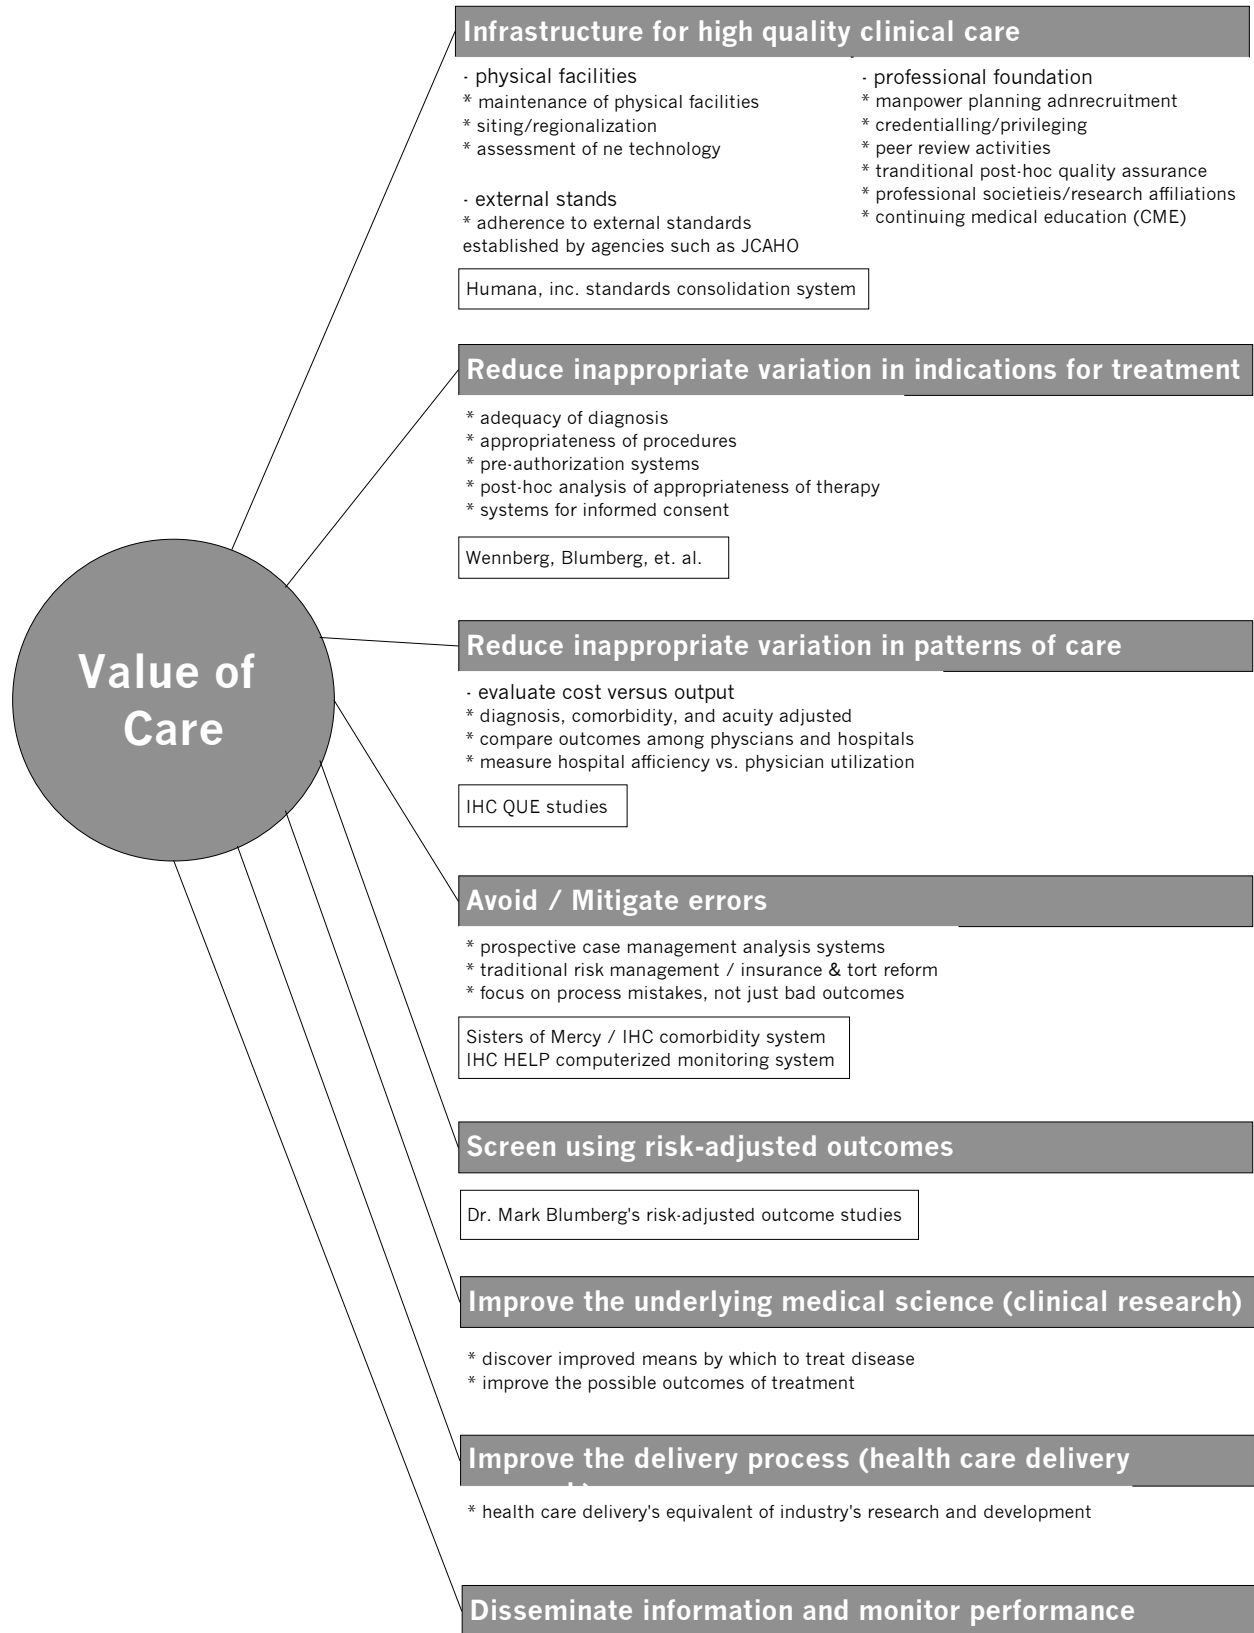 Infrastructure for high quality clinical care
- physical facilities
* maintenance of physical facilities
* siting/regionalization
* assessment of ne technology
- external stands
* adherence to external standards
established by agencies such as JCAHO
- professional foundation
* manpower planning adnrecruitment
* credentialling/privileging
* peer review activities
* tranditional post-hoc quality assurance
* professional societieis/research affiliations
* continuing medical education (CME)
Humana, inc. standards consolidation system
Reduce inappropriate variation in indications for treatment
* adequacy of diagnosis
* appropriateness of procedures
* pre-authorization systems
* post-hoc analysis of appropriateness of therapy
* systems for informed consent
Wennberg, Blumberg, et. al.
Value of
Care
Reduce inappropriate variation in patterns of care
- evaluate cost versus output
* diagnosis, comorbidity, and acuity adjusted
* compare outcomes among physcians and hospitals
* measure hospital afficiency vs. physician utilization
IHC QUE studies
Avoid / Mitigate errors
* prospective case management analysis systems
* traditional risk management / insurance & tort reform
* focus on process mistakes, not just bad outcomes
Sisters of Mercy / IHC comorbidity system
IHC HELP computerized monitoring system
Screen using risk-adjusted outcomes
Dr. Mark Blumberg's risk-adjusted outcome studies
Improve the underlying medical science (clinical research)
* discover improved means by which to treat disease
* improve the possible outcomes of treatment
Improve the delivery process (health care delivery
* health care delivery's equivalent of industry's research and development
Disseminate information and monitor performance